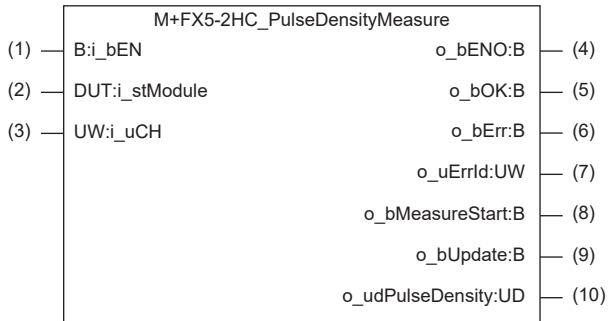 M+FX5-2HC_PulseDensityMeasure
(1) B:i_bEN o_bENO:B (4)
(2) DUT:i_stModule o_bOK:B (5)
(3) UW:i_uCH o_bErr:B (6)
o_uErrId:UW (7)
o_bMeasureStart:B (8)
o_bUpdate:B (9)
o_udPulseDensity:UD (10)